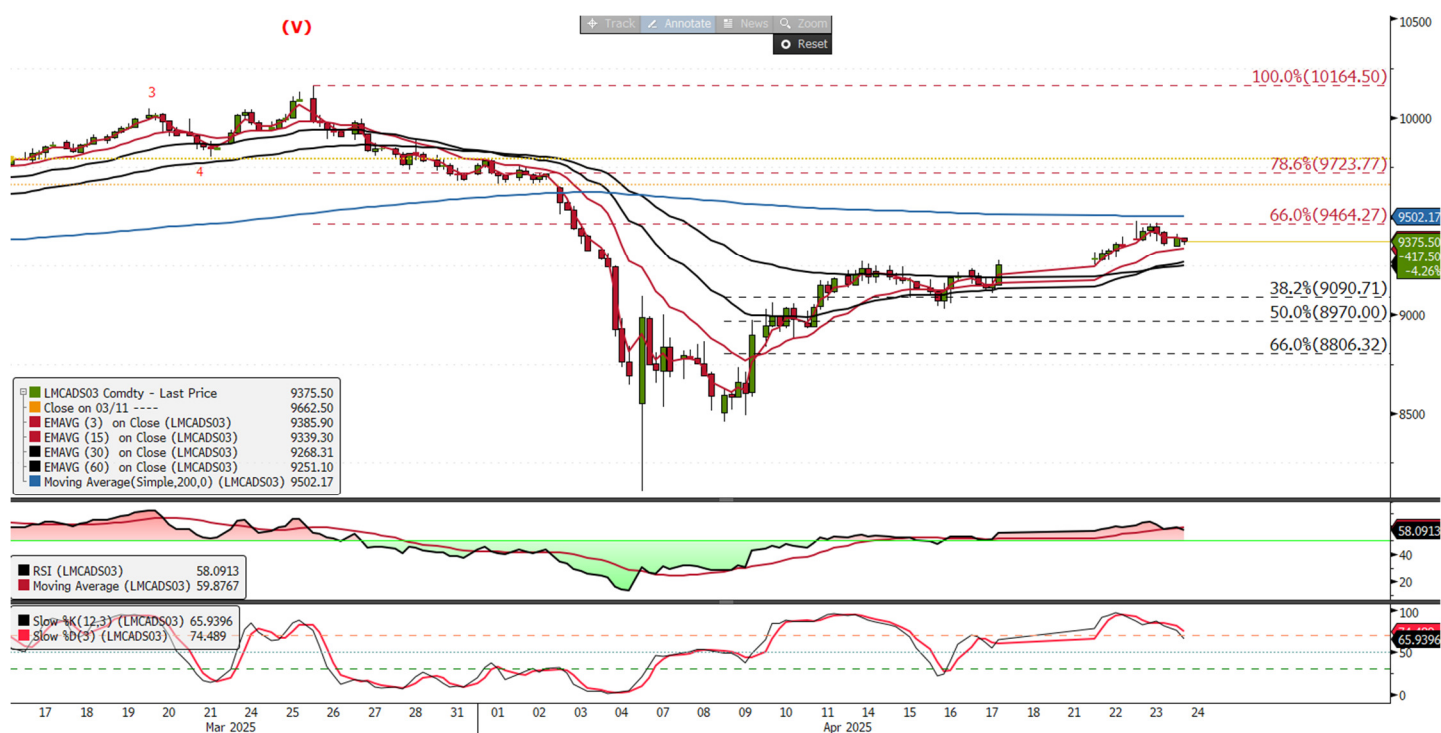 (V)
Track Annotate News Zoom
Reset
10500
100.0%(10164.50)
3
10000
4
78.6%(9723.77)
66.0%(9464.27)
9502.17
9375.50
-417.50
-4.26%
38.2%(9090.71)
50.0%(8970.00)
9000
66.0%(8806.32)
8500
LMCADS03 Comdty - Last Price 9375.50
Close on 03/11 ---- 9662.50
EMAVG (3) on Close (LMCADS03) 9385.90
EMAVG (15) on Close (LMCADS03) 9339.30
EMAVG (30) on Close (LMCADS03) 9268.31
EMAVG (60) on Close (LMCADS03) 9251.10
Moving Average(Simple,200,0) (LMCADS03) 9502.17
58.0913
40
20
RSI (LMCADS03) 58.0913
Moving Average (LMCADS03) 59.8767
100
Slow %K(12,3) (LMCADS03) 65.9396
Slow %D(3) (LMCADS03) 74.489
65.9396
50
0
17 18 19 20 21 24 25 26 27 28 31 01 02 03 04 07 08 09 10 11 14 15 16 17 21 22 23 24
Mar 2025 Apr 2025